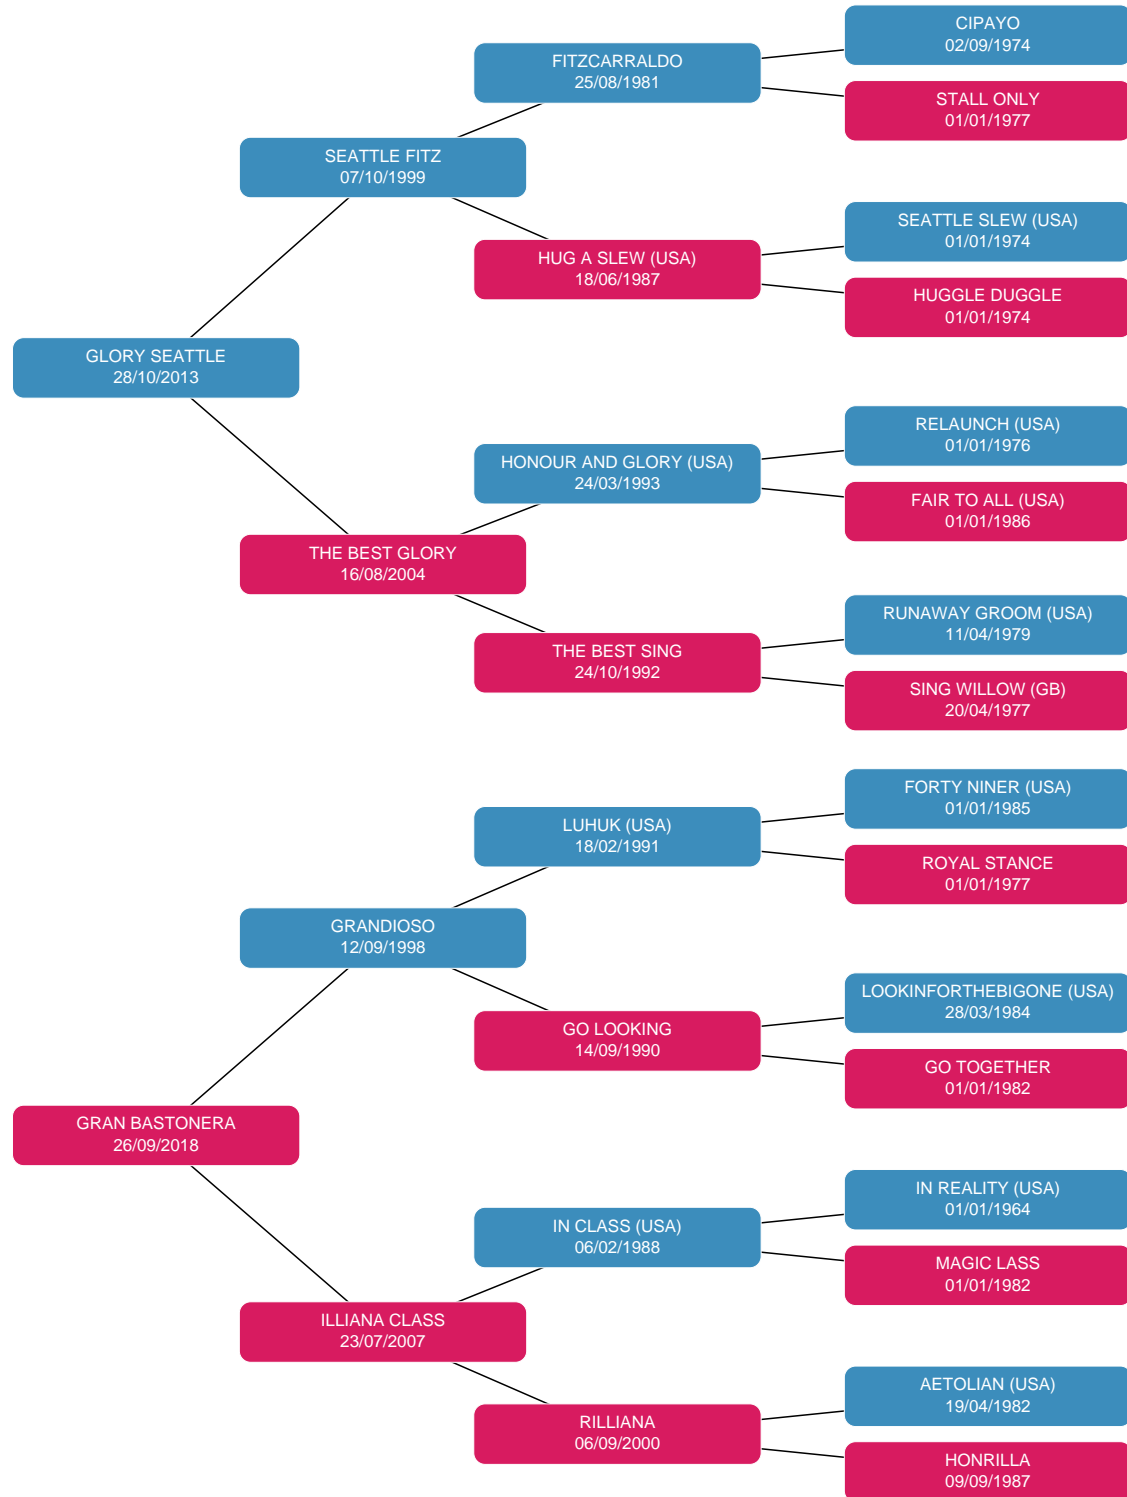 CIPAYO
02/09/1974
FITZCARRALDO
25/08/1981
STALL ONLY
01/01/1977
SEATTLE FITZ
07/10/1999
SEATTLE SLEW (USA)
01/01/1974
HUG A SLEW (USA)
18/06/1987
HUGGLE DUGGLE
01/01/1974
GLORY SEATTLE
28/10/2013
RELAUNCH (USA)
01/01/1976
HONOUR AND GLORY (USA)
24/03/1993
FAIR TO ALL (USA)
01/01/1986
THE BEST GLORY
16/08/2004
RUNAWAY GROOM (USA)
11/04/1979
THE BEST SING
24/10/1992
SING WILLOW (GB)
20/04/1977
FORTY NINER (USA)
01/01/1985
LUHUK (USA)
18/02/1991
ROYAL STANCE
01/01/1977
GRANDIOSO
12/09/1998
LOOKINFORTHEBIGONE (USA)
28/03/1984
GO LOOKING
14/09/1990
GO TOGETHER
01/01/1982
GRAN BASTONERA
26/09/2018
IN REALITY (USA)
01/01/1964
IN CLASS (USA)
06/02/1988
MAGIC LASS
01/01/1982
ILLIANA CLASS
23/07/2007
AETOLIAN (USA)
19/04/1982
RILLIANA
06/09/2000
HONRILLA
09/09/1987